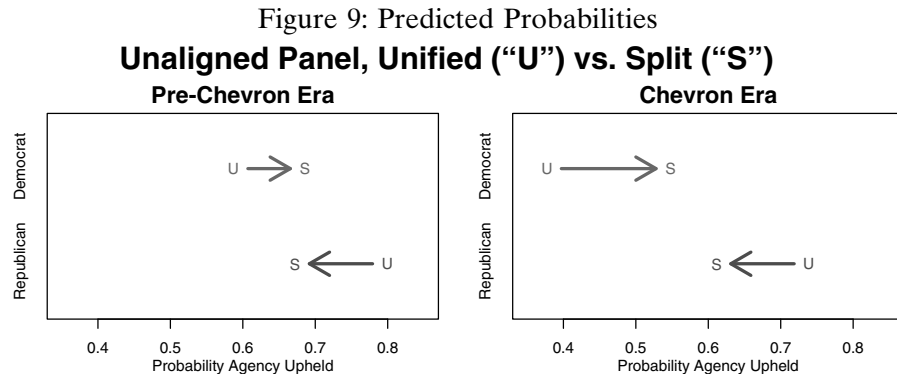 Figure 9: Predicted Probabilities
Unaligned Panel, Unified (“U”) vs. Split (“S”)
Pre-Chevron Era
Democrat
Republican
U
S
S
U
0.4 0.5 0.6 0.7 0.8
Probability Agency Upheld
Chevron Era
Democrat
Republican
U
S
S
U
0.4 0.5 0.6 0.7 0.8
Probability Agency Upheld